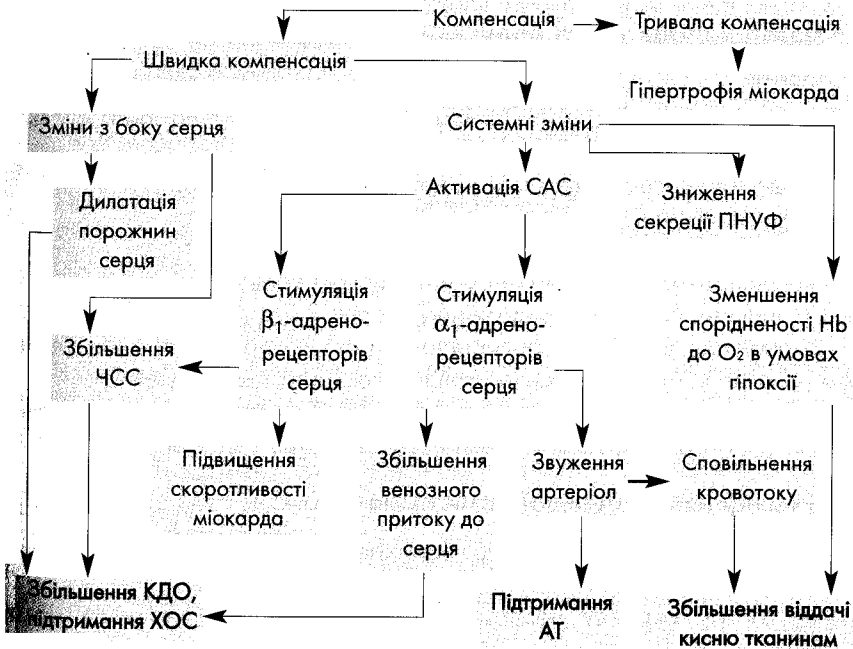 Компенсація
Тривала компенсація
Швидка компенсація
Гіпертрофія міокарда
Зміни з боку серця
Системні зміни
Дилатація
порожнин
серця
Активація САС
Зниження
секреції ПНУФ
Збільшення
ЧСС
Стимуляція
β1-адрено-
рецепторів
серця
Стимуляція
α1-адрено-
рецепторів
серця
Зменшення
спорідненості Hb
до O2 в умовах
гіпоксії
Підвищення
скоротливості
міокарда
Збільшення
венозного
притоку до
серця
Звуження
артеріол
Сповільнення
кровотоку
Збільшення КДО,
підтримання ХОС
Підтримання
АТ
Збільшення віддачі
кисню тканинам